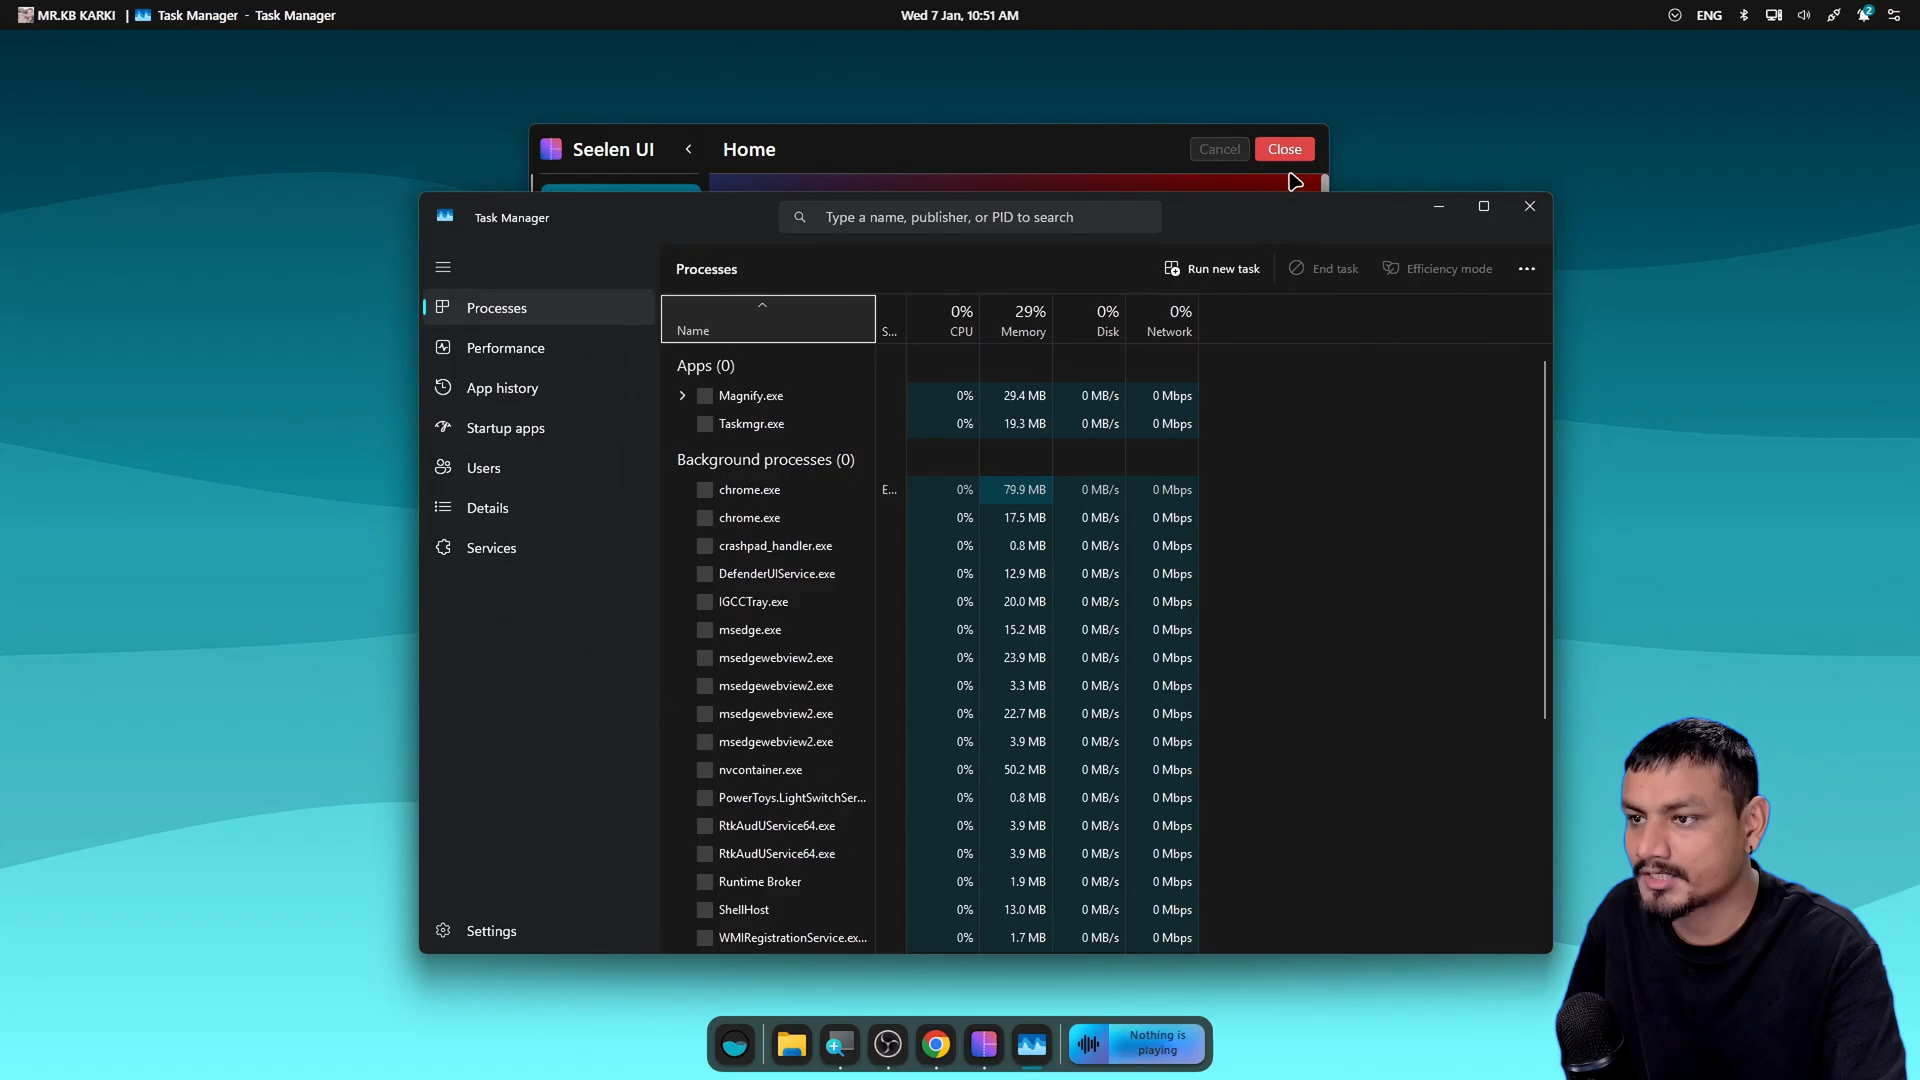 MR.KB KARKI | Task Manager - Task Manager
Wed 7 Jan, 10:51 AM
ENG
2
Seelen UI
Home
Cancel
Close
Task Manager
Type a name, publisher, or PID to search
Processes
Run new task
End task
Efficiency mode
Processes
Performance
App history
Startup apps
Users
Details
Services
Settings
0% 29% 0% 0%
Name S... CPU Memory Disk Network
Apps (0)
Magnify.exe 0% 29.4 MB 0 MB/s 0 Mbps
Taskmgr.exe 0% 19.3 MB 0 MB/s 0 Mbps
Background processes (0)
chrome.exe E... 0% 79.9 MB 0 MB/s 0 Mbps
chrome.exe 0% 17.5 MB 0 MB/s 0 Mbps
crashpad_handler.exe 0% 0.8 MB 0 MB/s 0 Mbps
DefenderUIService.exe 0% 12.9 MB 0 MB/s 0 Mbps
IGCCTray.exe 0% 20.0 MB 0 MB/s 0 Mbps
msedge.exe 0% 15.2 MB 0 MB/s 0 Mbps
msedgewebview2.exe 0% 23.9 MB 0 MB/s 0 Mbps
msedgewebview2.exe 0% 3.3 MB 0 MB/s 0 Mbps
msedgewebview2.exe 0% 22.7 MB 0 MB/s 0 Mbps
msedgewebview2.exe 0% 3.9 MB 0 MB/s 0 Mbps
nvcontainer.exe 0% 50.2 MB 0 MB/s 0 Mbps
PowerToys.LightSwitchSer... 0% 0.8 MB 0 MB/s 0 Mbps
RtkAudUService64.exe 0% 3.9 MB 0 MB/s 0 Mbps
RtkAudUService64.exe 0% 3.9 MB 0 MB/s 0 Mbps
Runtime Broker 0% 1.9 MB 0 MB/s 0 Mbps
ShellHost 0% 13.0 MB 0 MB/s 0 Mbps
WMIRegistrationService.ex... 0% 1.7 MB 0 MB/s 0 Mbps
Nothing is
playing